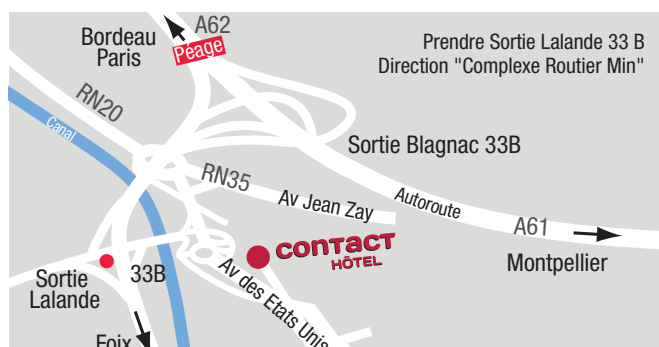 A62
Bordeau
Paris
Péage
Prendre Sortie Lalande 33 B
Direction "Complexe Routier Min"
RN20
Canal
Sortie Blagnac 33B
RN35
Av Jean Zay
Autoroute
A61
Montpellier
CONTACT
HÔTEL
Sortie
Lalande
33B
Av des Etats Unis
Foix